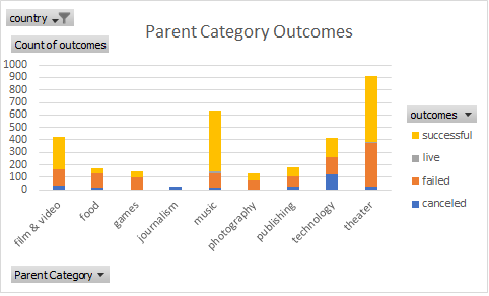 country
Count of outcomes
Parent Category Outcomes
1000
900
800
700
600
500
400
300
200
100
0
film & video
food
games
journalism
music
photography
publishing
technology
theater
outcomes
successful
live
failed
cancelled
Parent Category